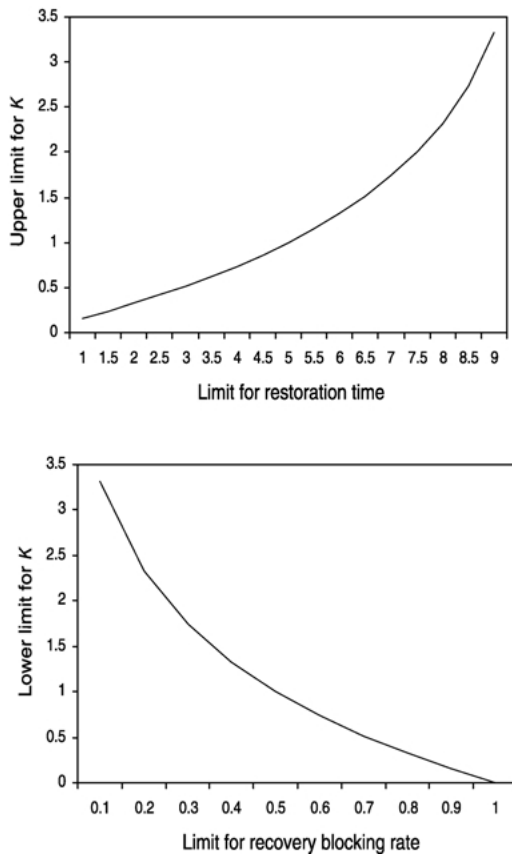 3.5
3
2.5
2
1.5
1
0.5
0
Upper limit for K
1 1.5 2 2.5 3 3.5 4 4.5 5 5.5 6 6.5 7 7.5 8 8.5 9
Limit for restoration time
3.5
3
2.5
2
1.5
1
0.5
0
Lower limit for K
0.1 0.2 0.3 0.4 0.5 0.6 0.7 0.8 0.9 1
Limit for recovery blocking rate